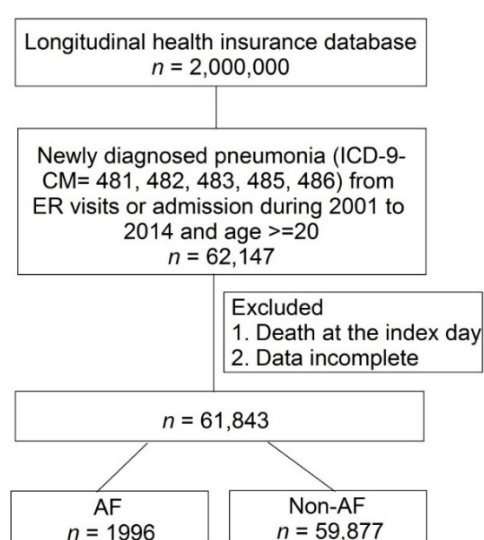 Longitudinal health insurance database
n = 2,000,000
Newly diagnosed pneumonia (ICD-9-
CM= 481, 482, 483, 485, 486) from
ER visits or admission during 2001 to
2014 and age >=20
n = 62,147
Excluded
1. Death at the index day
2. Data incomplete
n = 61,843
AF
n = 1996
Non-AF
n = 59,877